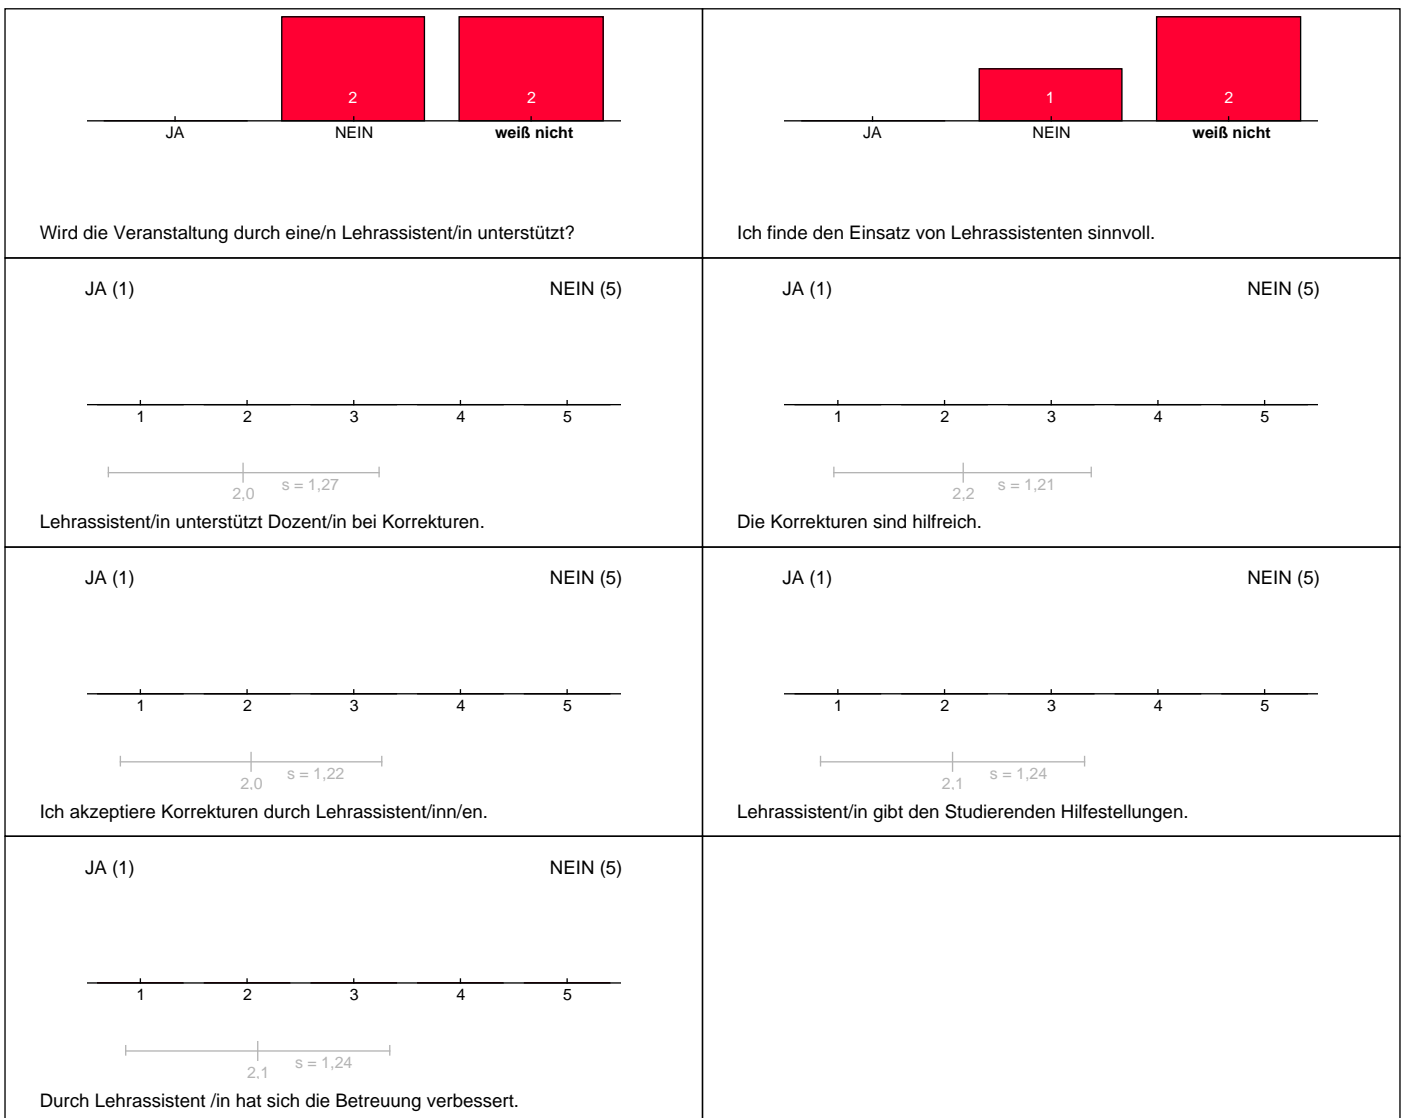 2
2
JA
NEIN
weiß nicht
Wird die Veranstaltung durch eine/n Lehrassistent/in unterstützt?
1
2
JA
NEIN
weiß nicht
Ich finde den Einsatz von Lehrassistenten sinnvoll.
JA (1)
NEIN (5)
1
2
3
4
5
2,0
s = 1,27
Lehrassistent/in unterstützt Dozent/in bei Korrekturen.
JA (1)
NEIN (5)
1
2
3
4
5
2,2
s = 1,21
Die Korrekturen sind hilfreich.
JA (1)
NEIN (5)
1
2
3
4
5
2,0
s = 1,22
Ich akzeptiere Korrekturen durch Lehrassistent/inn/en.
JA (1)
NEIN (5)
1
2
3
4
5
2,1
s = 1,24
Lehrassistent/in gibt den Studierenden Hilfestellungen.
JA (1)
NEIN (5)
1
2
3
4
5
2,1
s = 1,24
Durch Lehrassistent /in hat sich die Betreuung verbessert.